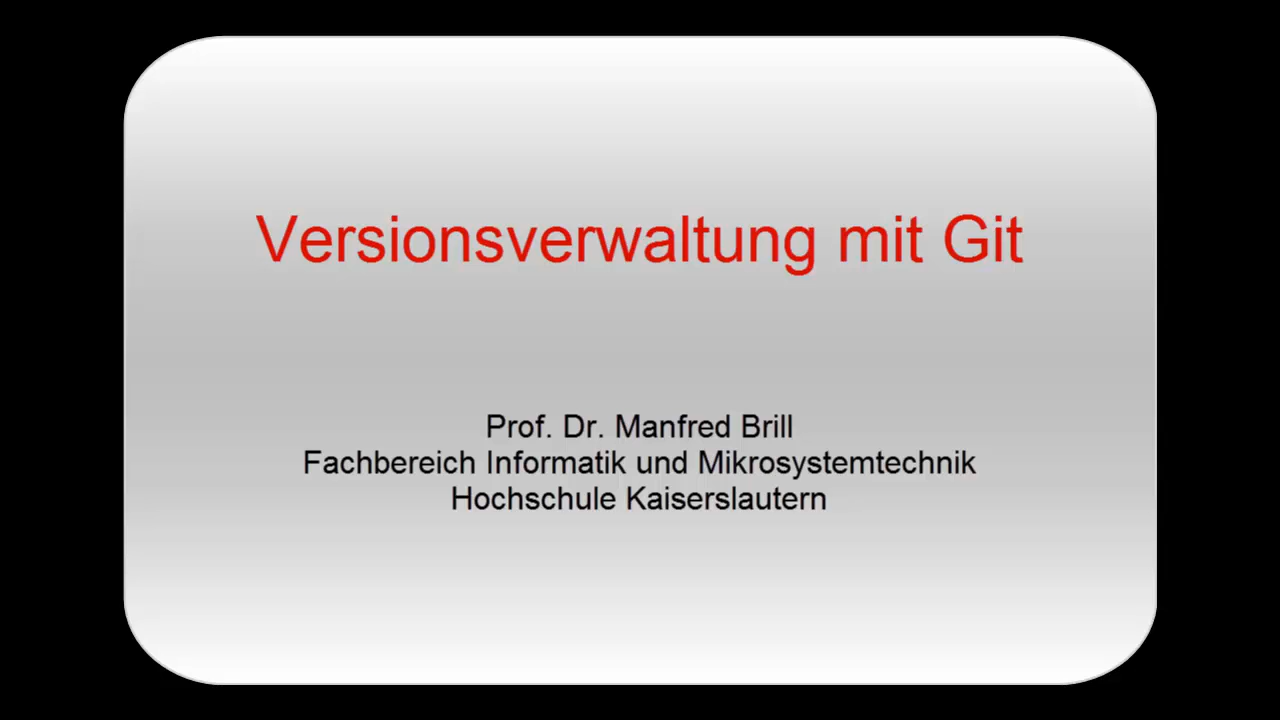 Versionsverwaltung mit Git
Prof. Dr. Manfred Brill
Fachbereich Informatik und Mikrosystemtechnik
Hochschule Kaiserslautern